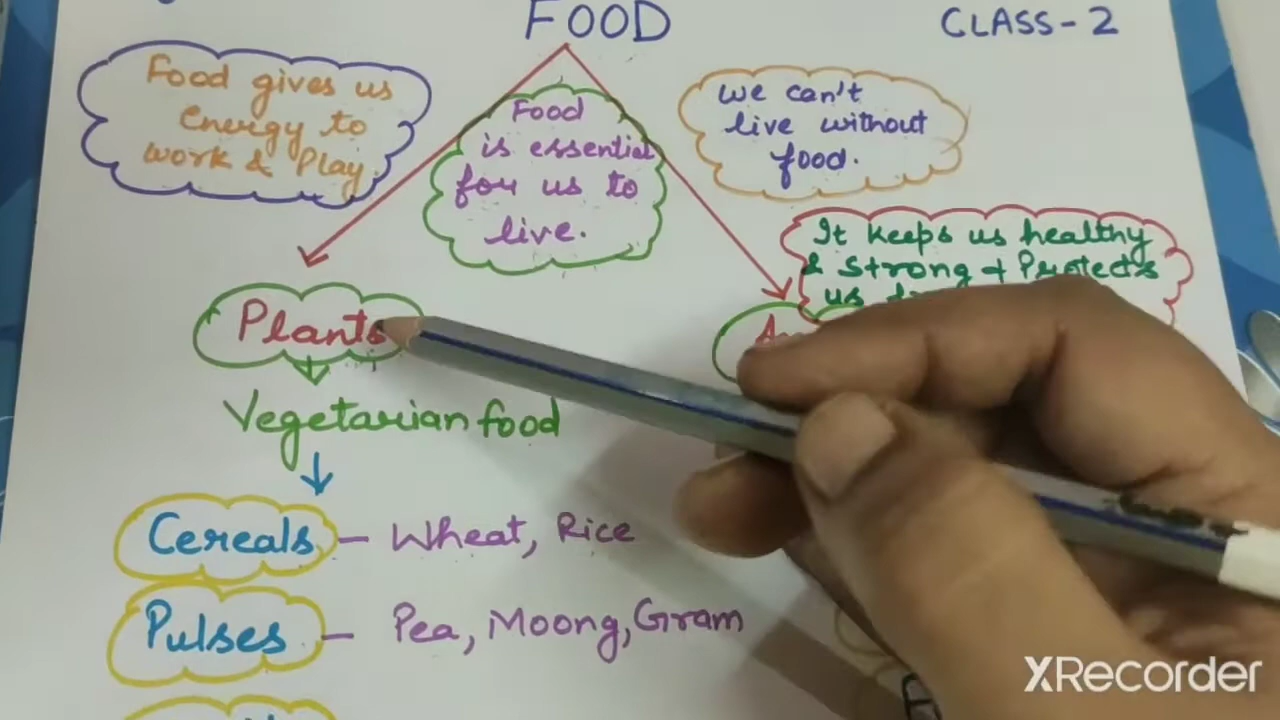 FOOD
CLASS-2
Food gives us
Energy to
work & Play.
Food
is essential
for us to
live.
we can't
live without
food.
It keeps us healthy
& strong & Protects
us
Plants
Vegetarian food
Cereals - Wheat, Rice
Pulses - Pea, Moong, Gram
XRecorder